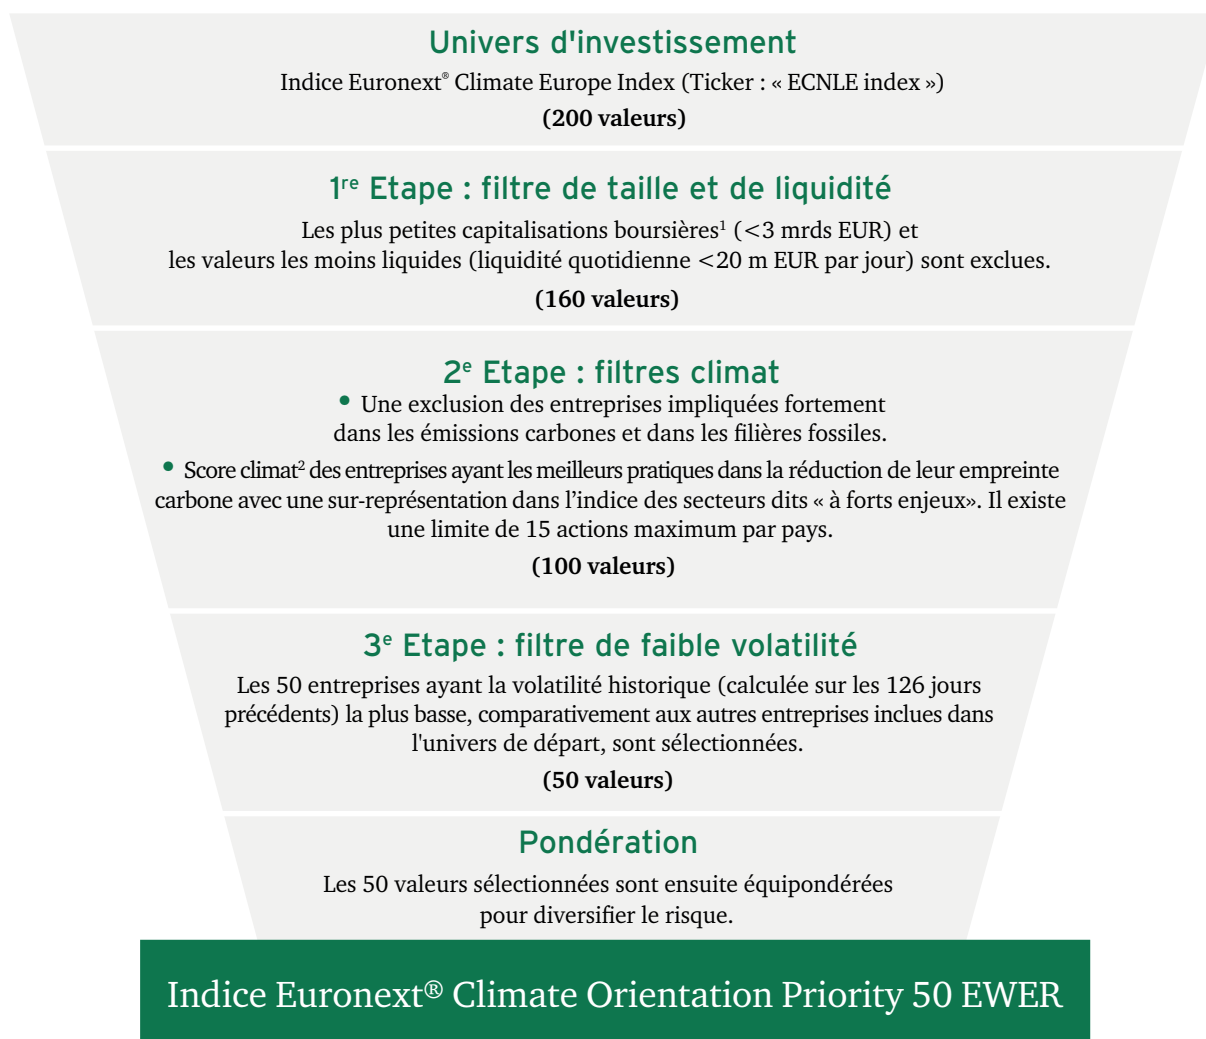 Univers d'investissement
Indice Euronext® Climate Europe Index (Ticker : « ECNLE index »)
(200 valeurs)
1re Etape : filtre de taille et de liquidité
Les plus petites capitalisations boursières1 (<3 mrds EUR) et
les valeurs les moins liquides (liquidité quotidienne <20 m EUR par jour) sont exclues.
(160 valeurs)
2e Etape : filtres climat
• Une exclusion des entreprises impliquées fortement
dans les émissions carbones et dans les filières fossiles.
• Score climat2 des entreprises ayant les meilleurs pratiques dans la réduction de leur empreinte
carbone avec une sur-représentation dans l’indice des secteurs dits « à forts enjeux». Il existe
une limite de 15 actions maximum par pays.
(100 valeurs)
3e Etape : filtre de faible volatilité
Les 50 entreprises ayant la volatilité historique (calculée sur les 126 jours
précédents) la plus basse, comparativement aux autres entreprises inclues dans
l'univers de départ, sont sélectionnées.
(50 valeurs)
Pondération
Les 50 valeurs sélectionnées sont ensuite équipondérées
pour diversifier le risque.
Indice Euronext® Climate Orientation Priority 50 EWER